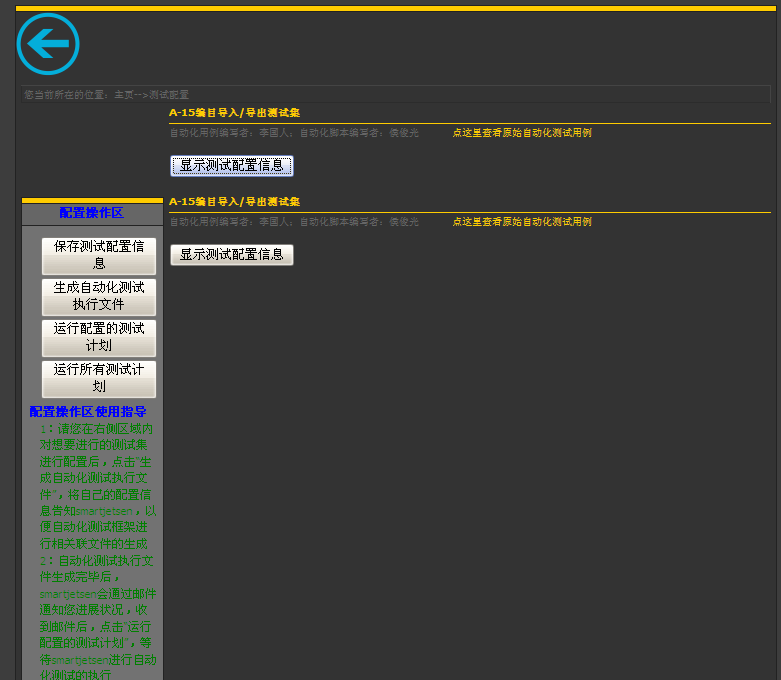 您当前所在的位置：主页-->测试配置
A-15编目导入/导出测试集
自动化用例编写者：李国人，自动化脚本编写者：侯俊光
点这里查看原始自动化测试用例
显示测试配置信息
A-15编目导入/导出测试集
自动化用例编写者：李国人，自动化脚本编写者：侯俊光
点这里查看原始自动化测试用例
显示测试配置信息
配置操作区
保存测试配置信
息
生成自动化测试
执行文件
运行配置的测试
计划
运行所有测试计
划
配置操作区使用指导
1：请您在右侧区域内
对想要进行的测试集
进行配置后，点击“生
成自动化测试执行文
件”，将自己的配置信
息告知smartjetsen，以
便自动化测试框架进
行相关联文件的生成
2：自动化测试执行文
件生成完毕后，
smartjetsen会通过邮件
通知您进展状况，收
到邮件后，点击“运行
配置的测试计划”，等
待smartjetsen进行自动
化测试的执行